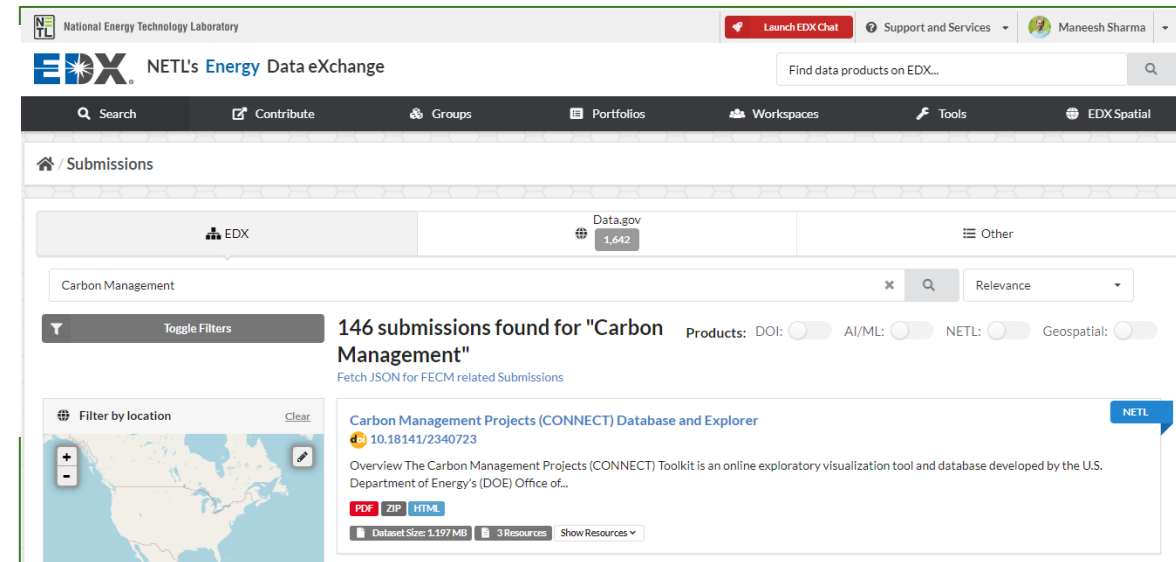 NE
TL
National Energy Technology Laboratory
Launch EDX Chat
Support and Services
Maneesh Sharma
EDX® NETL's Energy Data eXchange
Find data products on EDX...
Search
Contribute
Groups
Portfolios
Workspaces
Tools
EDX Spatial
/ Submissions
EDX
Data.gov
1,642
Other
Carbon Management
Relevance
Toggle Filters
146 submissions found for "Carbon
Management"
Products: DOI: AI/ML: NETL: Geospatial:
Fetch JSON for FECM related Submissions
Filter by location
Clear
+
-
Carbon Management Projects (CONNECT) Database and Explorer
NETL
doi 10.18141/2340723
Overview The Carbon Management Projects (CONNECT) Toolkit is an online exploratory visualization tool and database developed by the U.S.
Department of Energy's (DOE) Office of...
PDF ZIP HTML
Dataset Size: 1.197 MB 3 Resources Show Resources